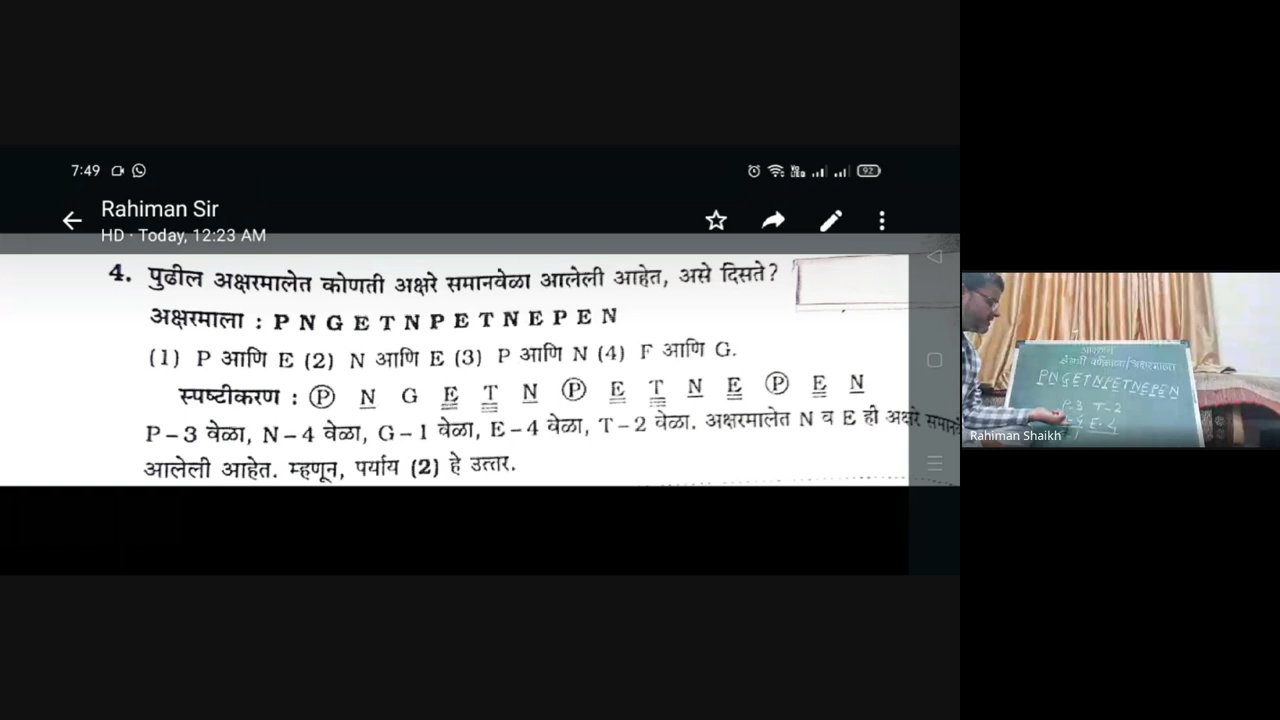 7:49
92
Rahiman Sir
HD · Today, 12:23 AM
4. पुढील अक्षरमालेत कोणती अक्षरे समानवेळा आलेली आहेत, असे दिसते?
अक्षरमाला : P N G E T N P E T N E P E N
(1) P आणि E (2) N आणि E (3) P आणि N (4) F आणि G.
स्पष्टीकरण : P N G E T N P E T N E P E N
P-3 वेळा, N-4 वेळा, G-1 वेळा, E-4 वेळा, T-2 वेळा. अक्षरमालेत N व E ही अक्षरे
आलेली आहेत. म्हणून, पर्याय (2) हे उत्तर.
P-3 T-2
E-4
Rahiman Shaikh